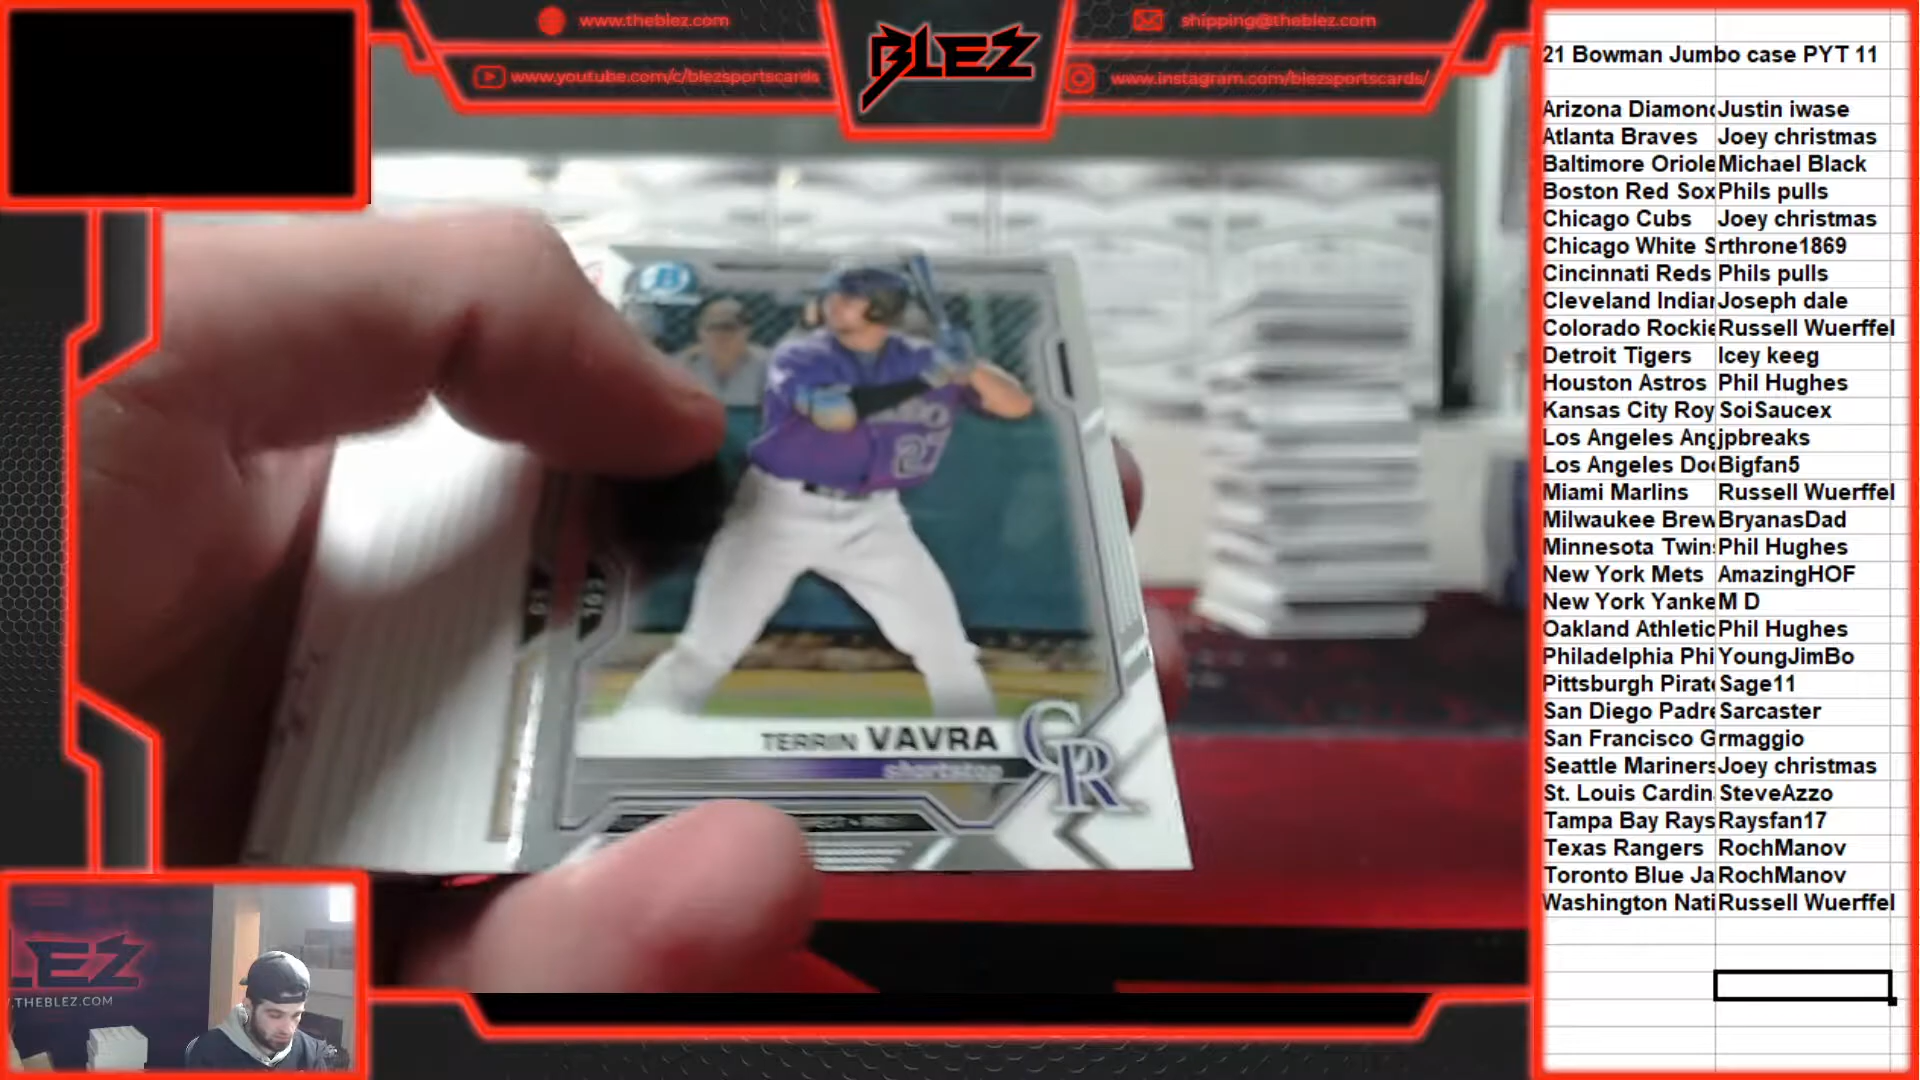 www.theblez.com
shipping@theblez.com
BLEZ
www.youtube.com/c/blezsportscards
www.instagram.com/blezsportscards/
21 Bowman Jumbo case PYT 11
Arizona Diamond Justin iwase
Atlanta Braves Joey christmas
Baltimore Oriole Michael Black
Boston Red Sox Phils pulls
Chicago Cubs Joey christmas
Chicago White S rthrone1869
Cincinnati Reds Phils pulls
Cleveland Indian Joseph dale
Colorado Rockie Russell Wuerffel
Detroit Tigers Icey keeg
Houston Astros Phil Hughes
Kansas City Roy SoiSaucex
Los Angeles Ang jpbreaks
Los Angeles Dod Bigfan5
Miami Marlins Russell Wuerffel
Milwaukee Brew BryanasDad
Minnesota Twins Phil Hughes
New York Mets AmazingHOF
New York Yanke M D
Oakland Athletic Phil Hughes
Philadelphia Phi YoungJimBo
Pittsburgh Pirate Sage11
San Diego Padre Sarcaster
San Francisco G rmaggio
Seattle Mariners Joey christmas
St. Louis Cardin SteveAzzo
Tampa Bay Rays Raysfan17
Texas Rangers RochManov
Toronto Blue Ja RochManov
Washington Nati Russell Wuerffel
B
27
TERRIN VAVRA
shortstop
CR
LEZ
.THEBLEZ.COM